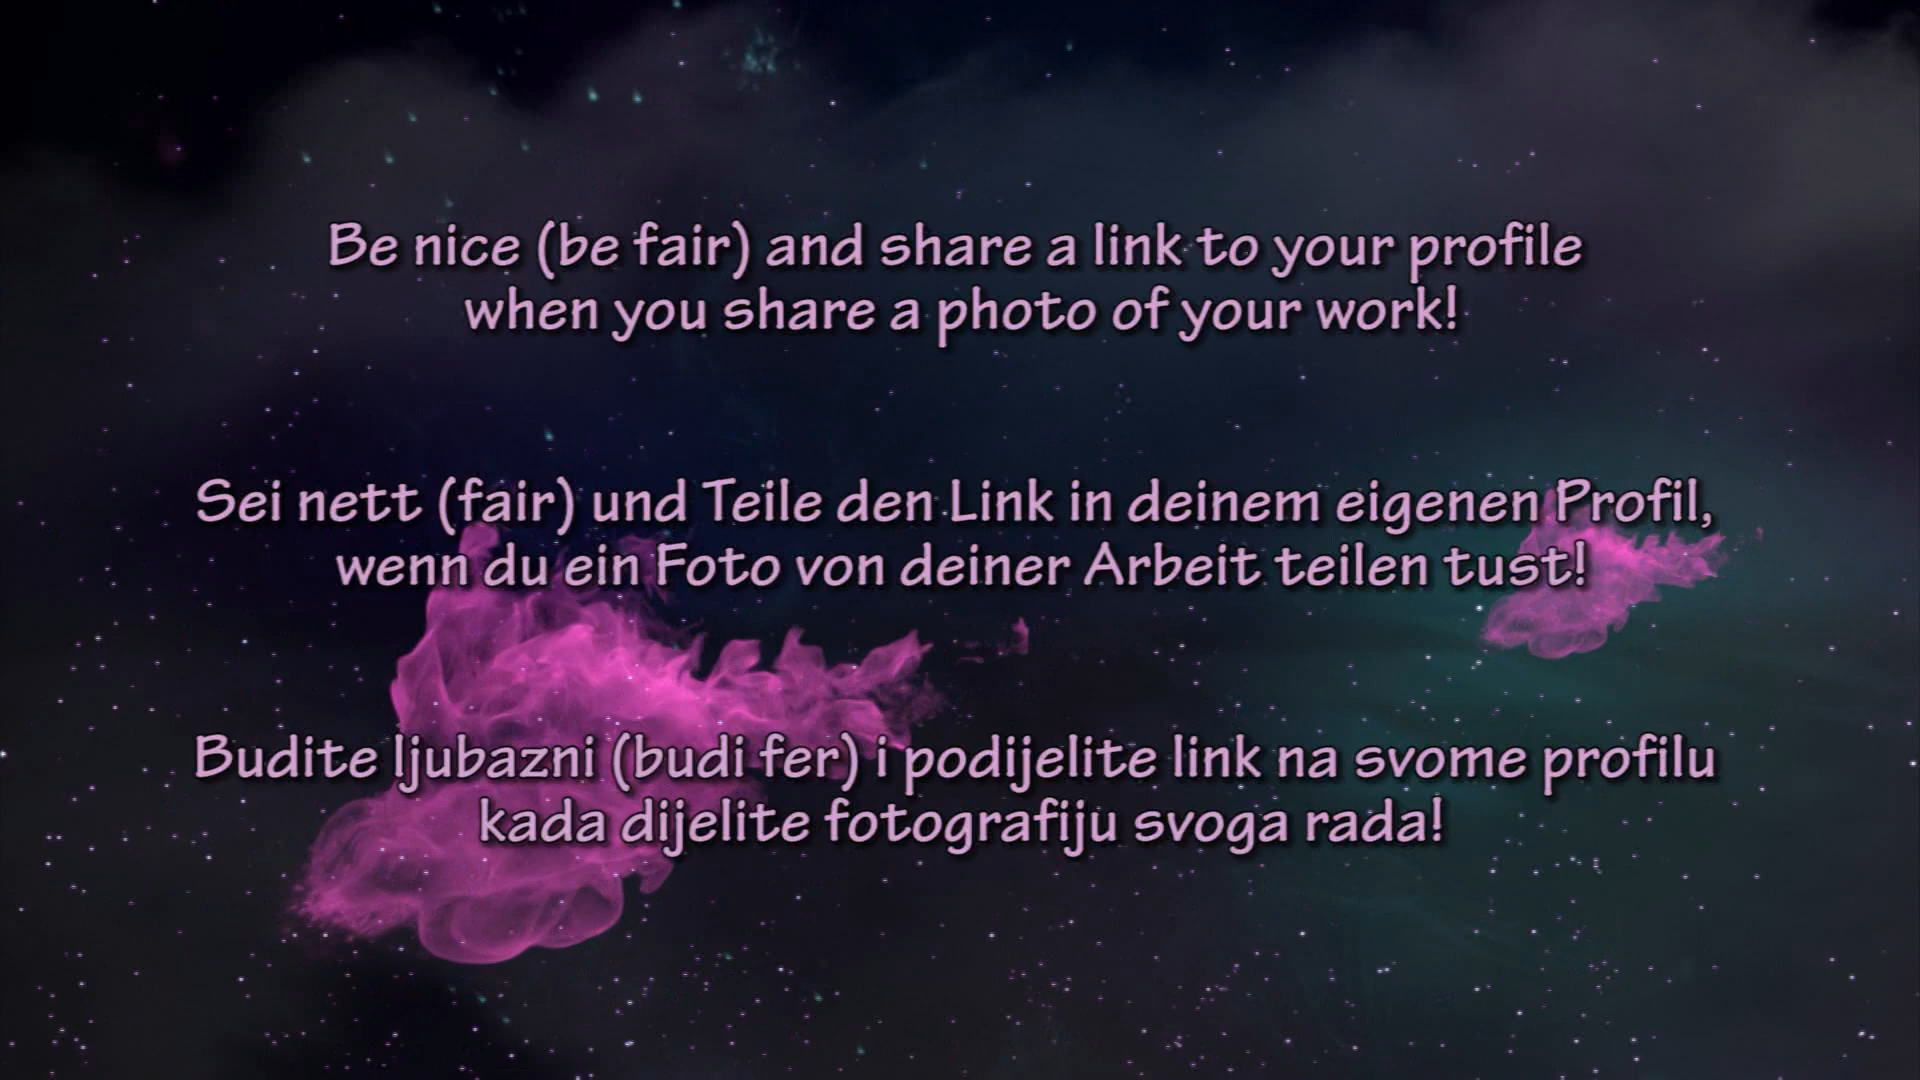 Be nice (be fair) and share a link to your profile
when you share a photo of your work!
Sei nett (fair) und Teile den Link in deinem eigenen Profil,
wenn du ein Foto von deiner Arbeit teilen tust!
Budite ljubazni (budi fer) i podijelite link na svome profilu
kada dijelite fotografiju svoga rada!